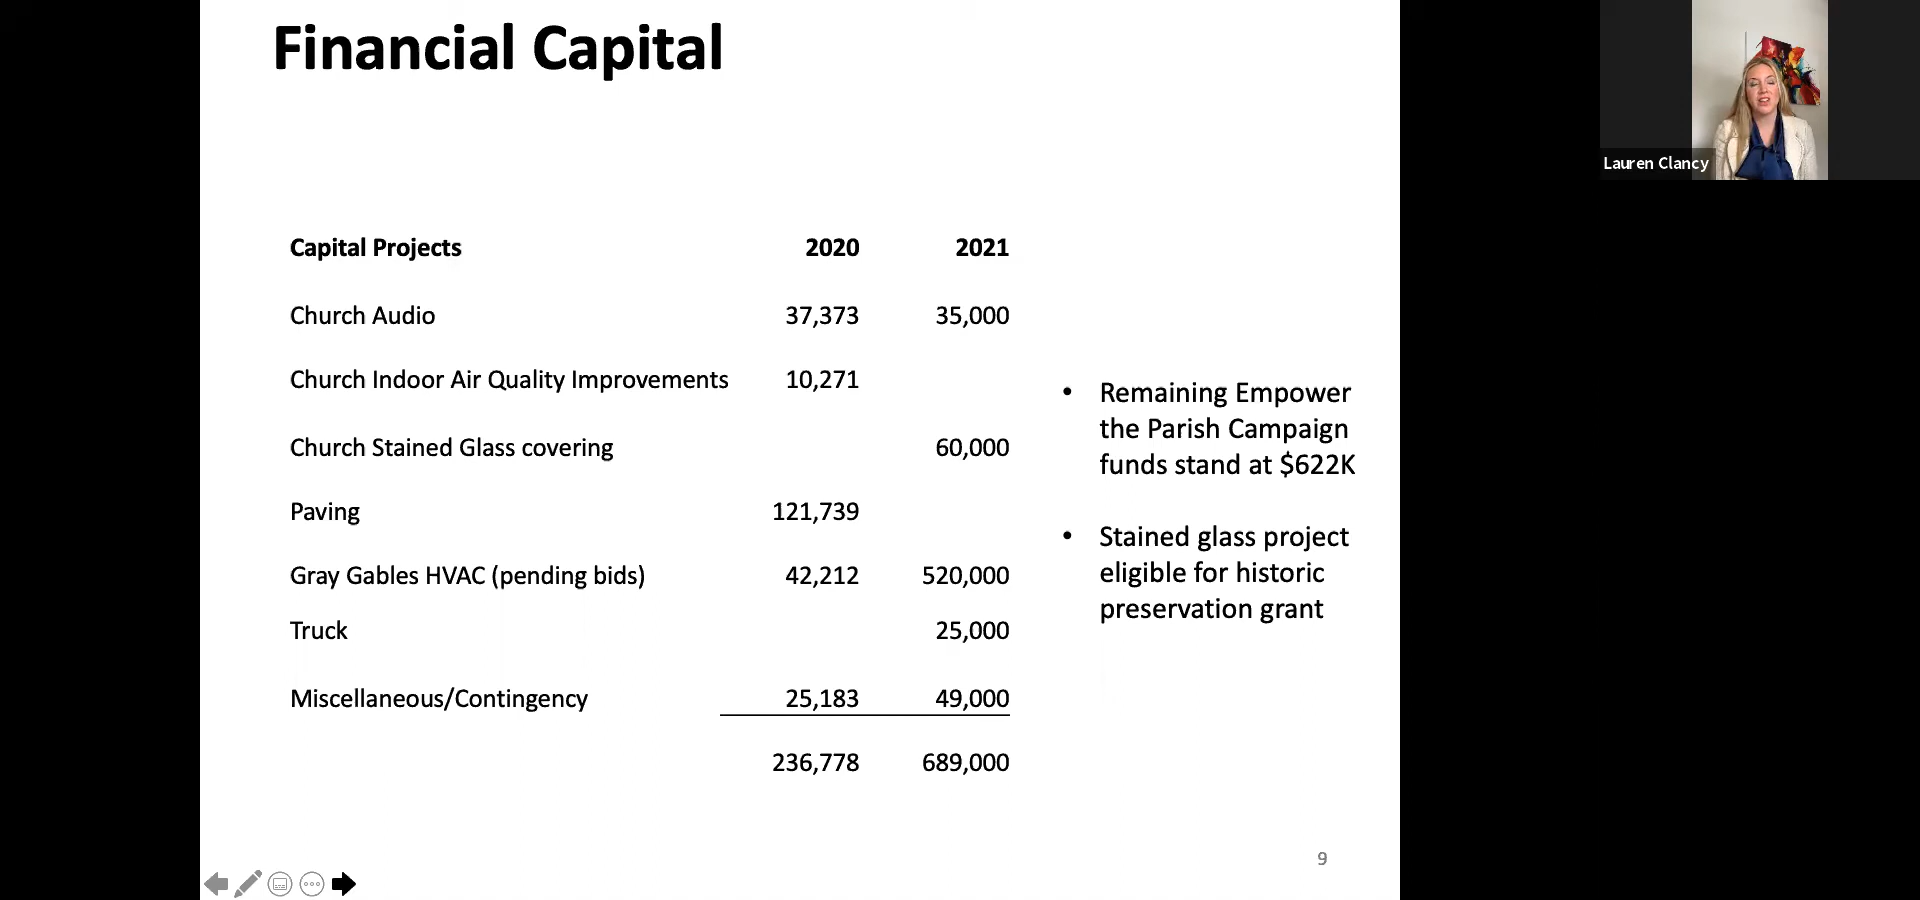 Financial Capital
Lauren Clancy
Capital Projects 2020 2021
Church Audio 37,373 35,000
Church Indoor Air Quality Improvements 10,271
Church Stained Glass covering 60,000
Paving 121,739
Gray Gables HVAC (pending bids) 42,212 520,000
Truck 25,000
Miscellaneous/Contingency 25,183 49,000
236,778 689,000
• Remaining Empower
the Parish Campaign
funds stand at $622K
• Stained glass project
eligible for historic
preservation grant
9